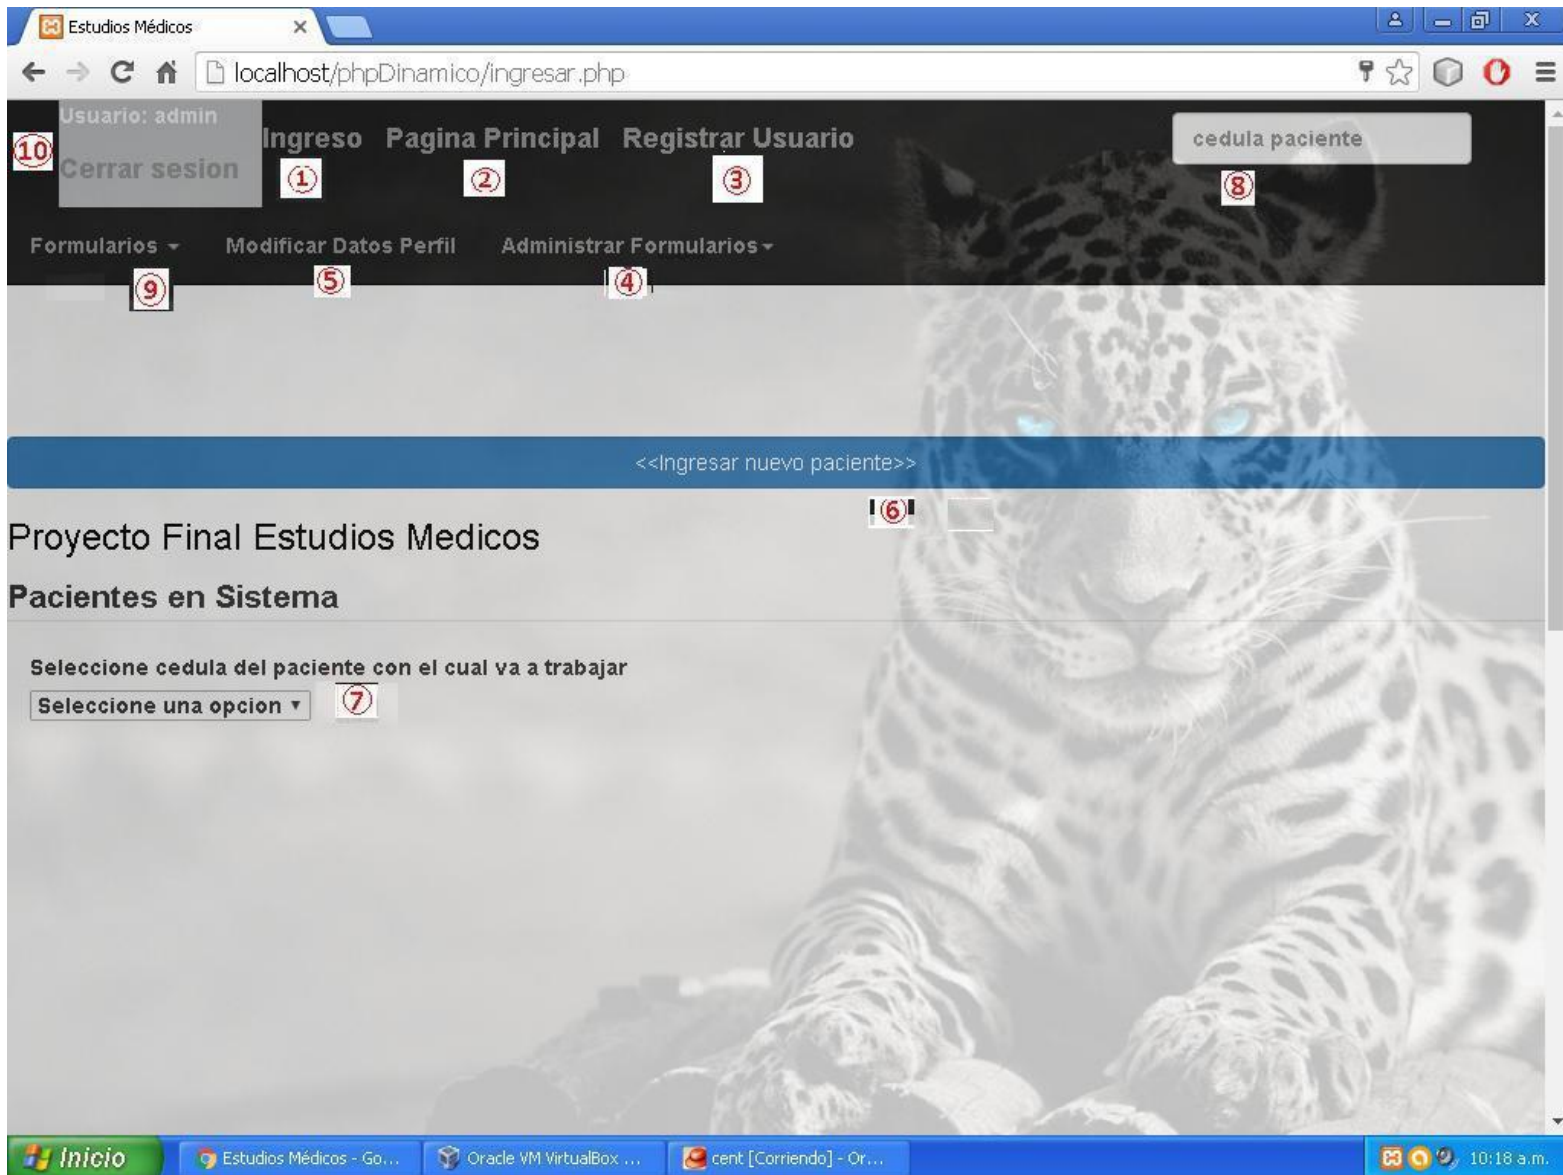 Estudios Médicos
localhost/phpDinamico/ingresar.php
Usuario: admin
10
Cerrar sesion
Ingreso Pagina Principal Registrar Usuario
cedula paciente
1 2 3 8
Formularios Modificar Datos Perfil Administrar Formularios
9 5 4
<<Ingresar nuevo paciente>>
6
Proyecto Final Estudios Medicos
Pacientes en Sistema
Seleccione cedula del paciente con el cual va a trabajar
Seleccione una opcion
7
Inicio Estudios Médicos - Go... Oracle VM VirtualBox ... cent [Corriendo] - Or... 10:18 a.m.